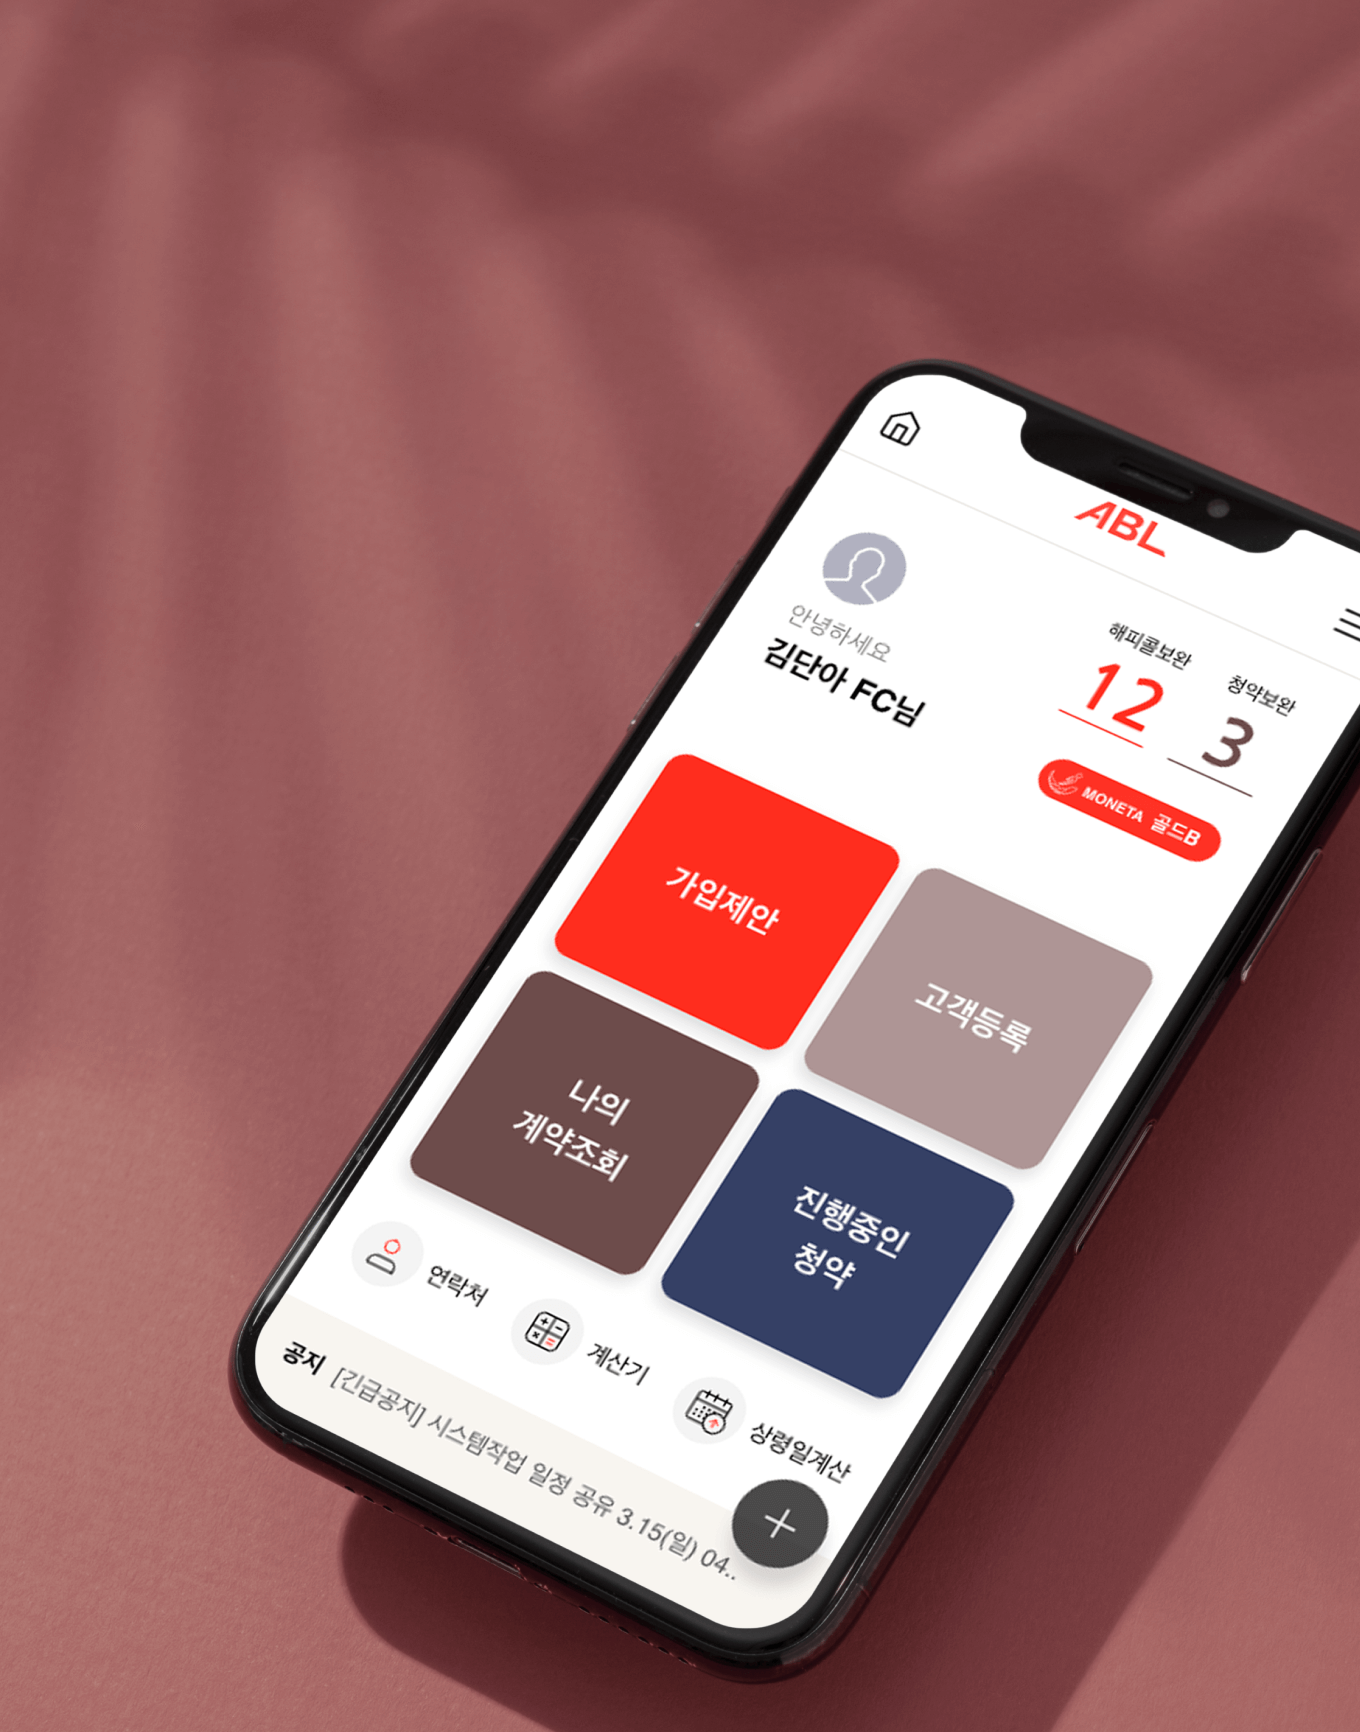 ABL
안녕하세요
김단아 FC님
해피콜보완
12
청약보완
3
MONETA 골드B
가입제안
고객등록
나의
계약조회
진행중인
청약
연락처
계산기
상령일계산
공지 [긴급공지] 시스템작업 일정 공유 3.15(일) 04..